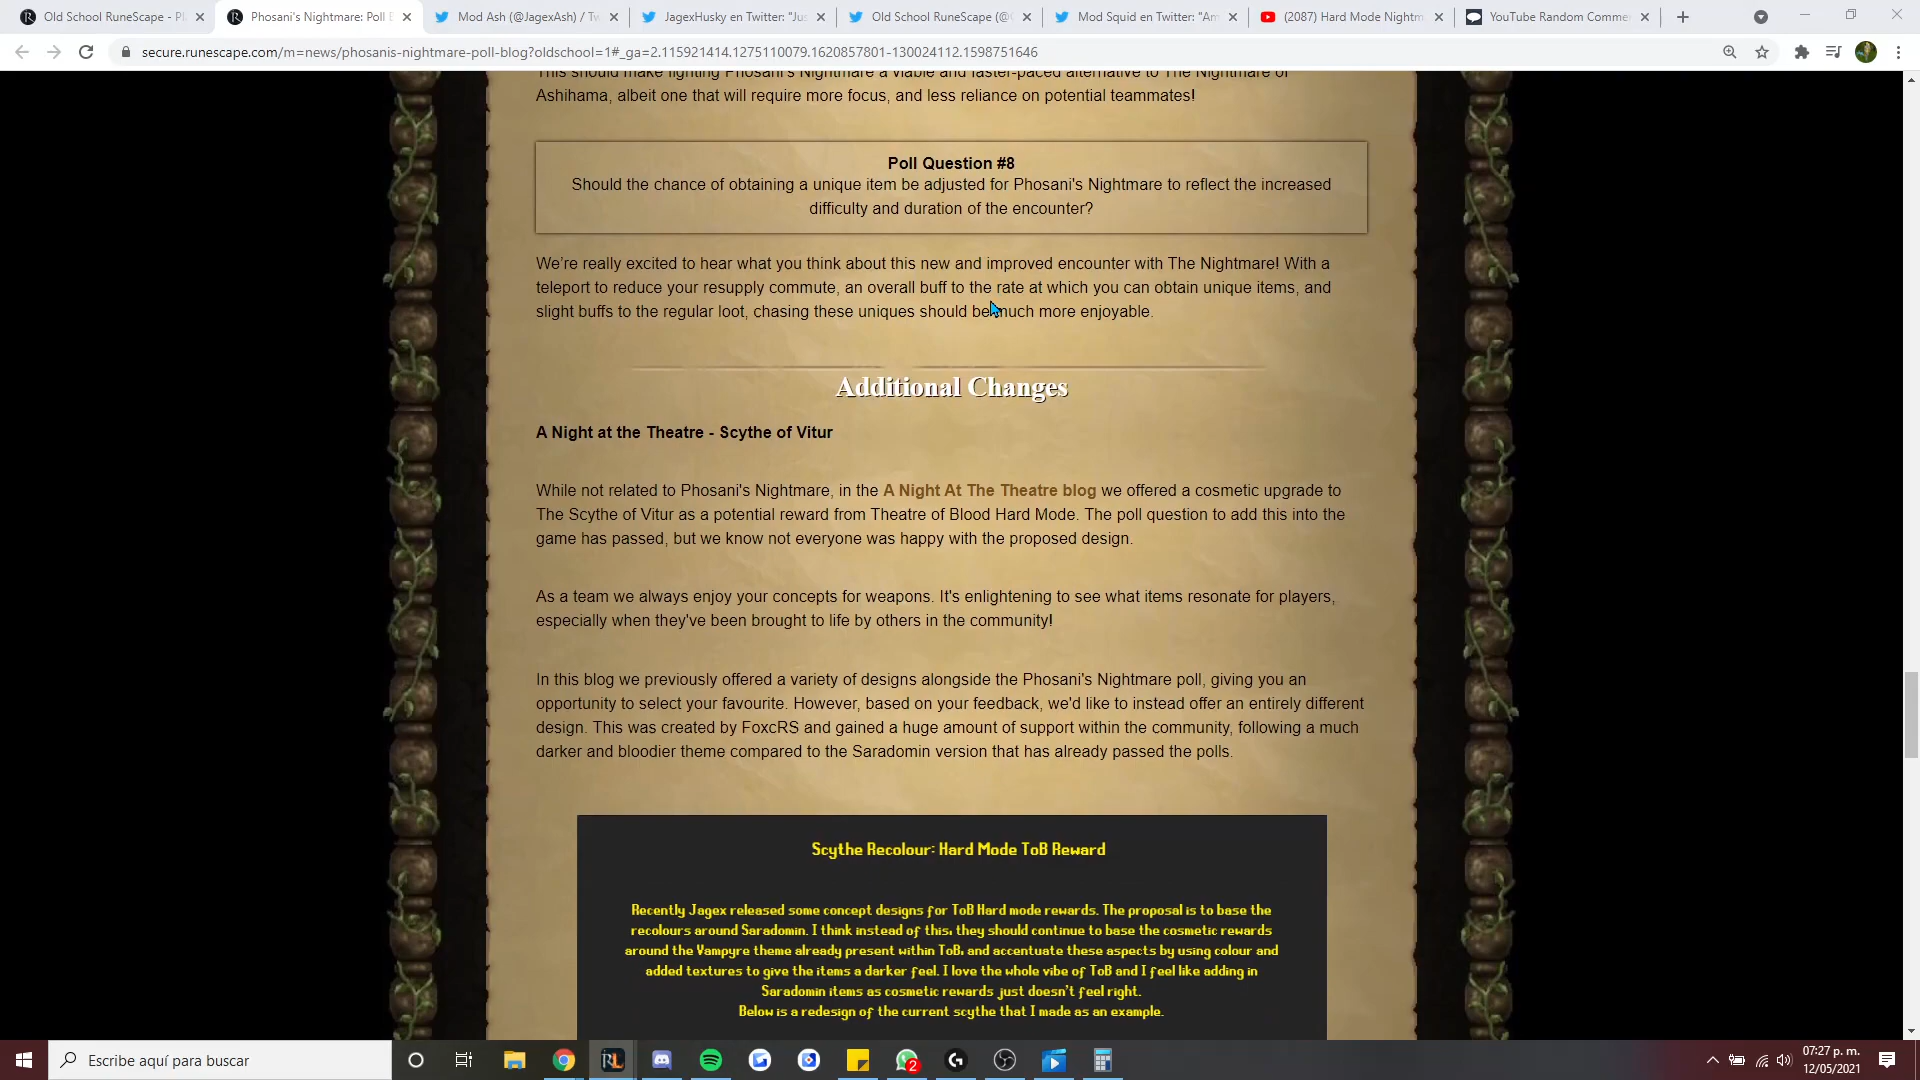 Old School RuneScape - Pl
Phosani's Nightmare: Poll B
Mod Ash (@JagexAsh) / Tw
JagexHusky en Twitter: "Jus
Old School RuneScape (@O
Mod Squid en Twitter: "Am
(2087) Hard Mode Nightm
YouTube Random Commen
secure.runescape.com/m=news/phosanis-nightmare-poll-blog?oldschool=1#_ga=2.115921414.1275110079.1620857801-130024112.1598751646
This should make fighting Phosani's Nightmare a viable and faster-paced alternative to The Nightmare of
Ashihama, albeit one that will require more focus, and less reliance on potential teammates!
Poll Question #8
Should the chance of obtaining a unique item be adjusted for Phosani's Nightmare to reflect the increased
difficulty and duration of the encounter?
We're really excited to hear what you think about this new and improved encounter with The Nightmare! With a
teleport to reduce your resupply commute, an overall buff to the rate at which you can obtain unique items, and
slight buffs to the regular loot, chasing these uniques should be much more enjoyable.
Additional Changes
A Night at the Theatre - Scythe of Vitur
While not related to Phosani's Nightmare, in the A Night At The Theatre blog we offered a cosmetic upgrade to
The Scythe of Vitur as a potential reward from Theatre of Blood Hard Mode. The poll question to add this into the
game has passed, but we know not everyone was happy with the proposed design.
As a team we always enjoy your concepts for weapons. It's enlightening to see what items resonate for players,
especially when they've been brought to life by others in the community!
In this blog we previously offered a variety of designs alongside the Phosani's Nightmare poll, giving you an
opportunity to select your favourite. However, based on your feedback, we'd like to instead offer an entirely different
design. This was created by FoxcRS and gained a huge amount of support within the community, following a much
darker and bloodier theme compared to the Saradomin version that has already passed the polls.
Scythe Recolour: Hard Mode ToB Reward
Recently Jagex released some concept designs for ToB Hard mode rewards. The proposal is to base the
recolours around Saradomin. I think instead of this, they should continue to base the cosmetic rewards
around the Vampyre theme already present within ToB, and accentuate these aspects by using colour and
added textures to give the items a darker feel. I love the whole vibe of ToB and I feel like adding in
Saradomin items as cosmetic rewards just doesn't feel right.
Below is a redesign of the current scythe that I made as an example.
Escribe aquí para buscar
2
07:27 p. m.
12/05/2021